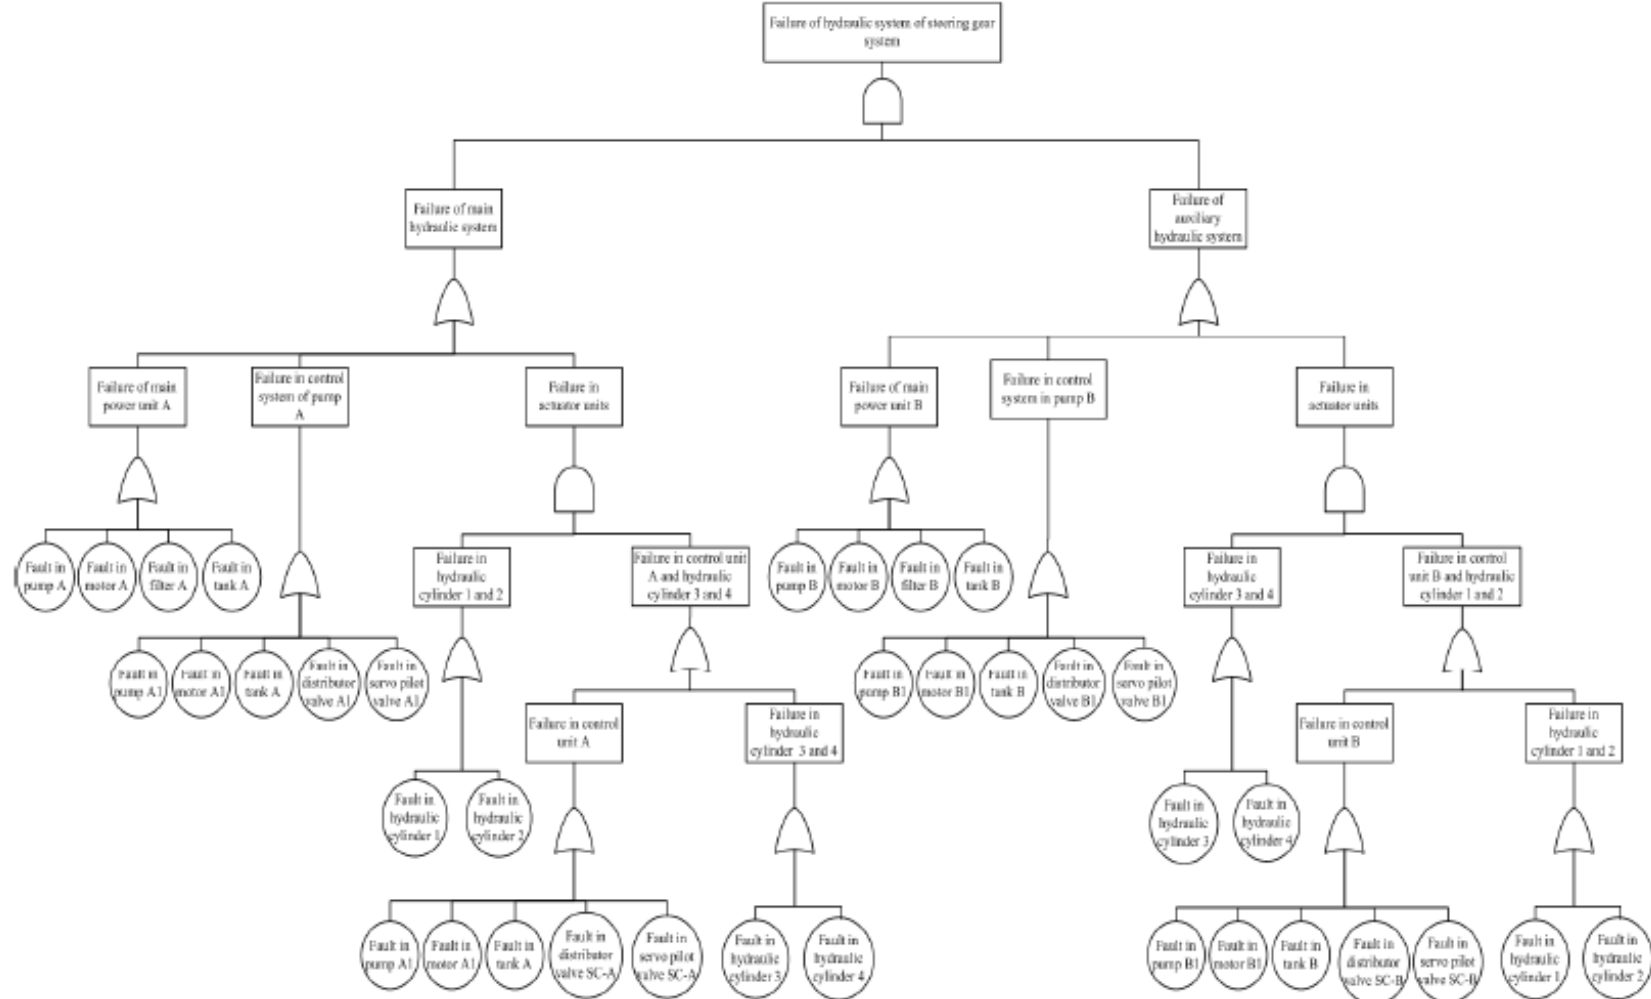 Failure of hydraulic system of steering gear
system
Failure of main
hydraulic system
Failure of
auxiliary
hydraulic system
Failure of main
power unit A
Failure in control
system of pump
A
Failure in
actuator units
Failure of main
power unit B
Failure in control
system in pump B
Failure in
actuator units
Fault in
pump A
Fault in
motor A
Fault in
filter A
Fault in
tank A
Failure in
hydraulic
cylinder 1 and 2
Failure in control unit
A and hydraulic
cylinder 3 and 4
Fault in
pump B
Fault in
motor B
Fault in
filter B
Fault in
tank B
Failure in
hydraulic
cylinder 3 and 4
Failure in control
unit B and hydraulic
cylinder 1 and 2
Fault in
pump A1
Fault in
motor A1
Fault in
tank A
Fault in
distributor
valve A1
Fault in
servo pilot
valve A1
Fault in
pump B1
Fault in
motor B1
Fault in
tank B
Fault in
distributor
valve B1
Fault in
servo pilot
valve B1
Failure in control
unit A
Failure in
hydraulic
cylinder 3 and 4
Failure in control
unit B
Failure in
hydraulic
cylinder 1 and 2
Fault in
hydraulic
cylinder 1
Fault in
hydraulic
cylinder 2
Fault in
hydraulic
cylinder 3
Fault in
hydraulic
cylinder 4
Fault in
pump A1
Fault in
motor A1
Fault in
tank A
Fault in
distributor
valve SC-A
Fault in
servo pilot
valve SC-A
Fault in
hydraulic
cylinder 3
Fault in
hydraulic
cylinder 4
Fault in
pump B1
Fault in
motor B1
Fault in
tank B
Fault in
distributor
valve SC-B
Fault in
servo pilot
valve SC-B
Fault in
hydraulic
cylinder 1
Fault in
hydraulic
cylinder 2